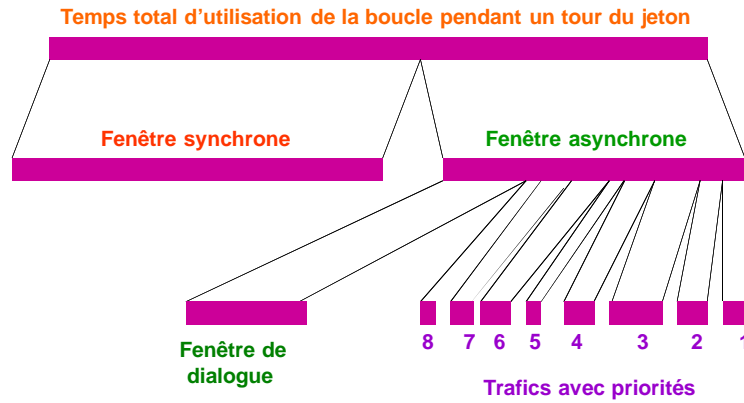 Temps total d’utilisation de la boucle pendant un tour du jeton
Fenêtre synchrone
Fenêtre asynchrone
8 7 6 5 4 3 2 1
Fenêtre de
dialogue
Trafics avec priorités